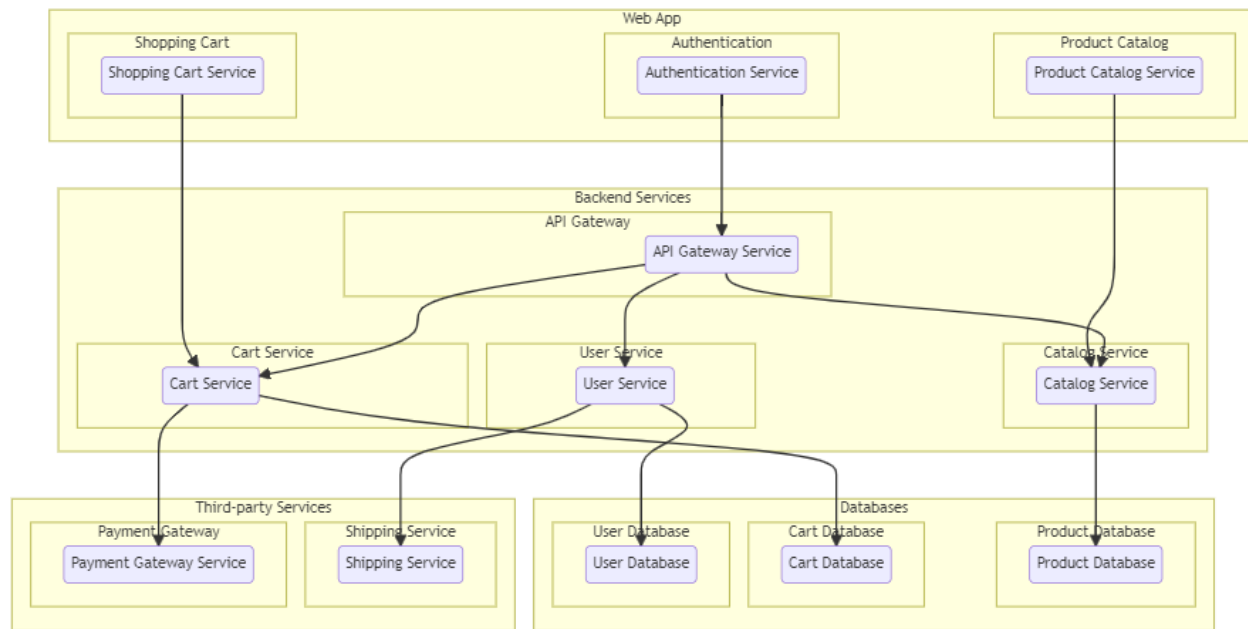 Web App
Shopping Cart
Authentication
Product Catalog
Shopping Cart Service
Authentication Service
Product Catalog Service
Backend Services
API Gateway
API Gateway Service
Cart Service
User Service
Catalog Service
Cart Service
User Service
Catalog Service
Third-party Services
Databases
Payment Gateway
Shipping Service
User Database
Cart Database
Product Database
Payment Gateway Service
Shipping Service
User Database
Cart Database
Product Database